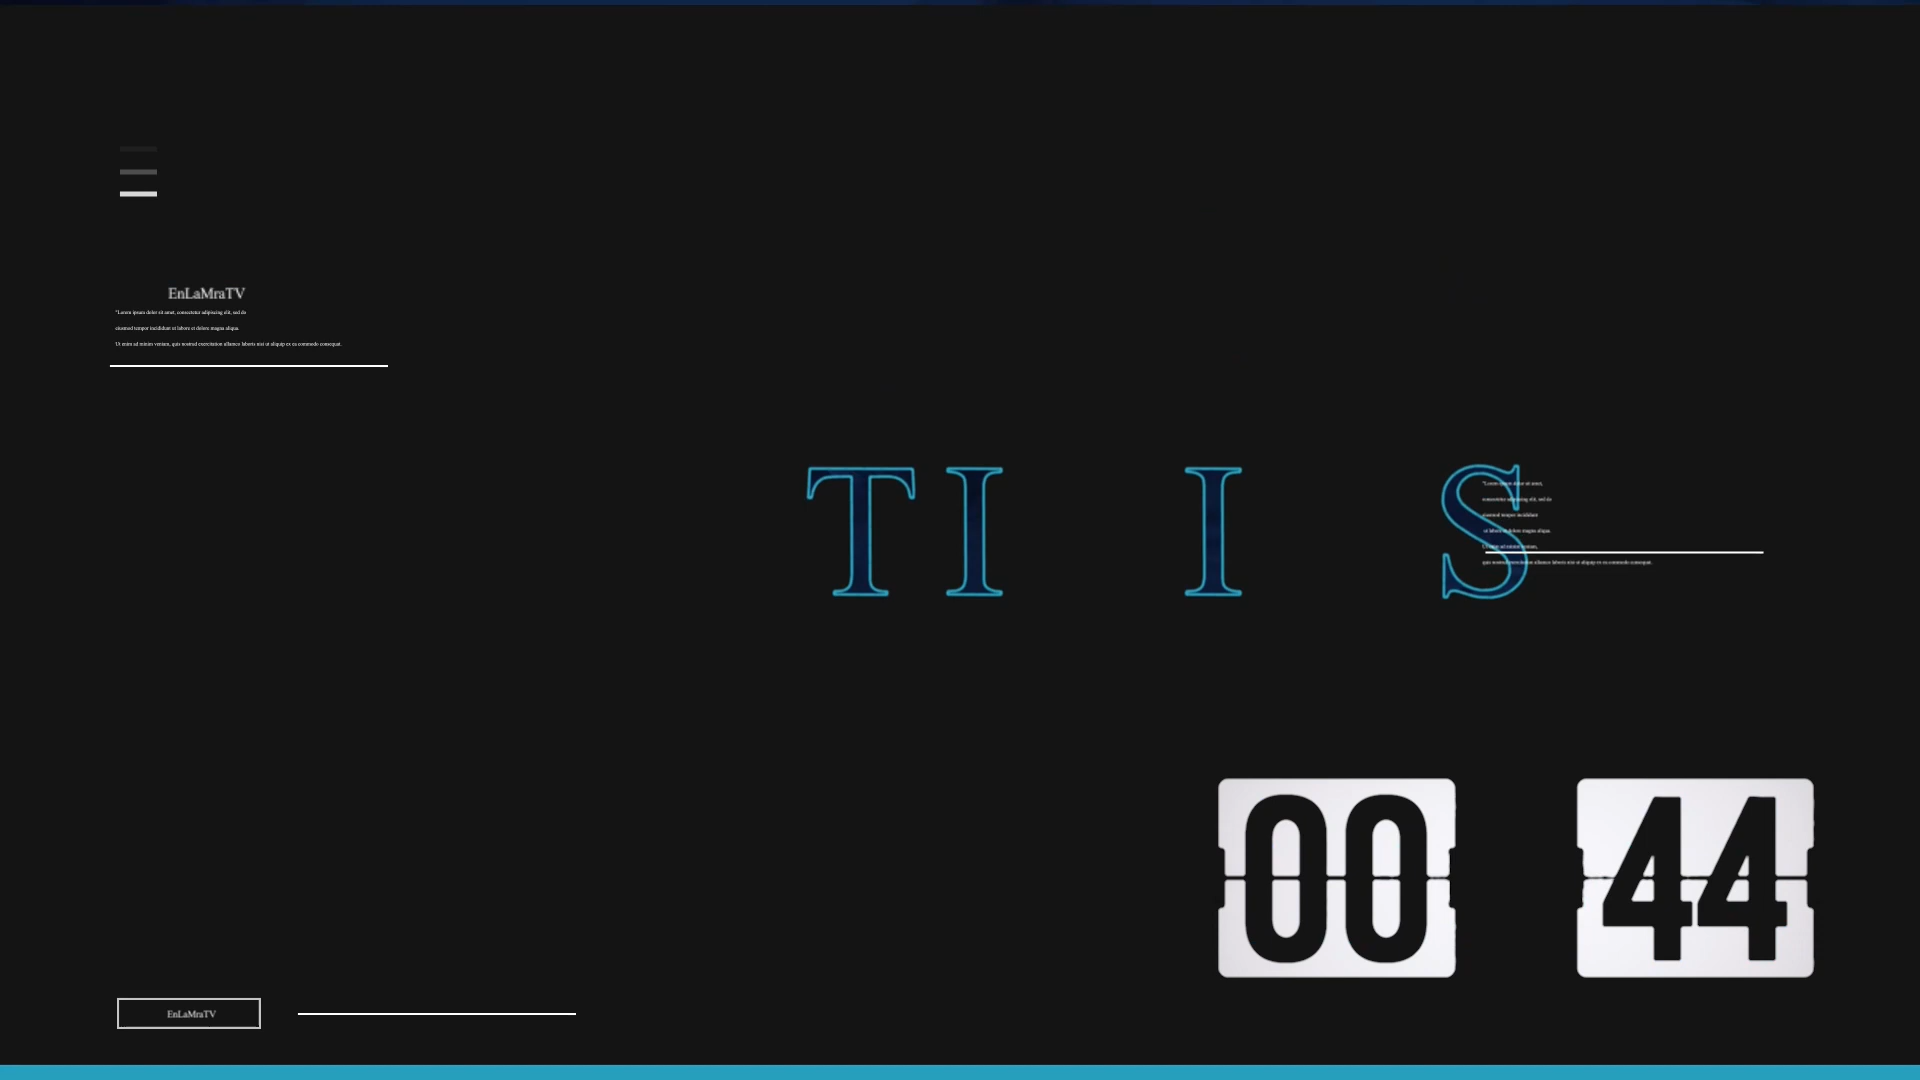 EnLaMraTV
"Lorem ipsum dolor sit amet, consectetur adipiscing elit, sed do
eiusmod tempor incididunt ut labore et dolore magna aliqua.
Ut enim ad minim veniam, quis nostrud exercitation ullamco laboris nisi ut aliquip ex ea commodo consequat.
TI I S
"Lorem ipsum dolor sit amet,
consectetur adipiscing elit, sed do
eiusmod tempor incididunt
ut labore et dolore magna aliqua.
Ut enim ad minim veniam,
quis nostrud exercitation ullamco laboris nisi ut aliquip ex ea commodo consequat.
00 44
EnLaMraTV